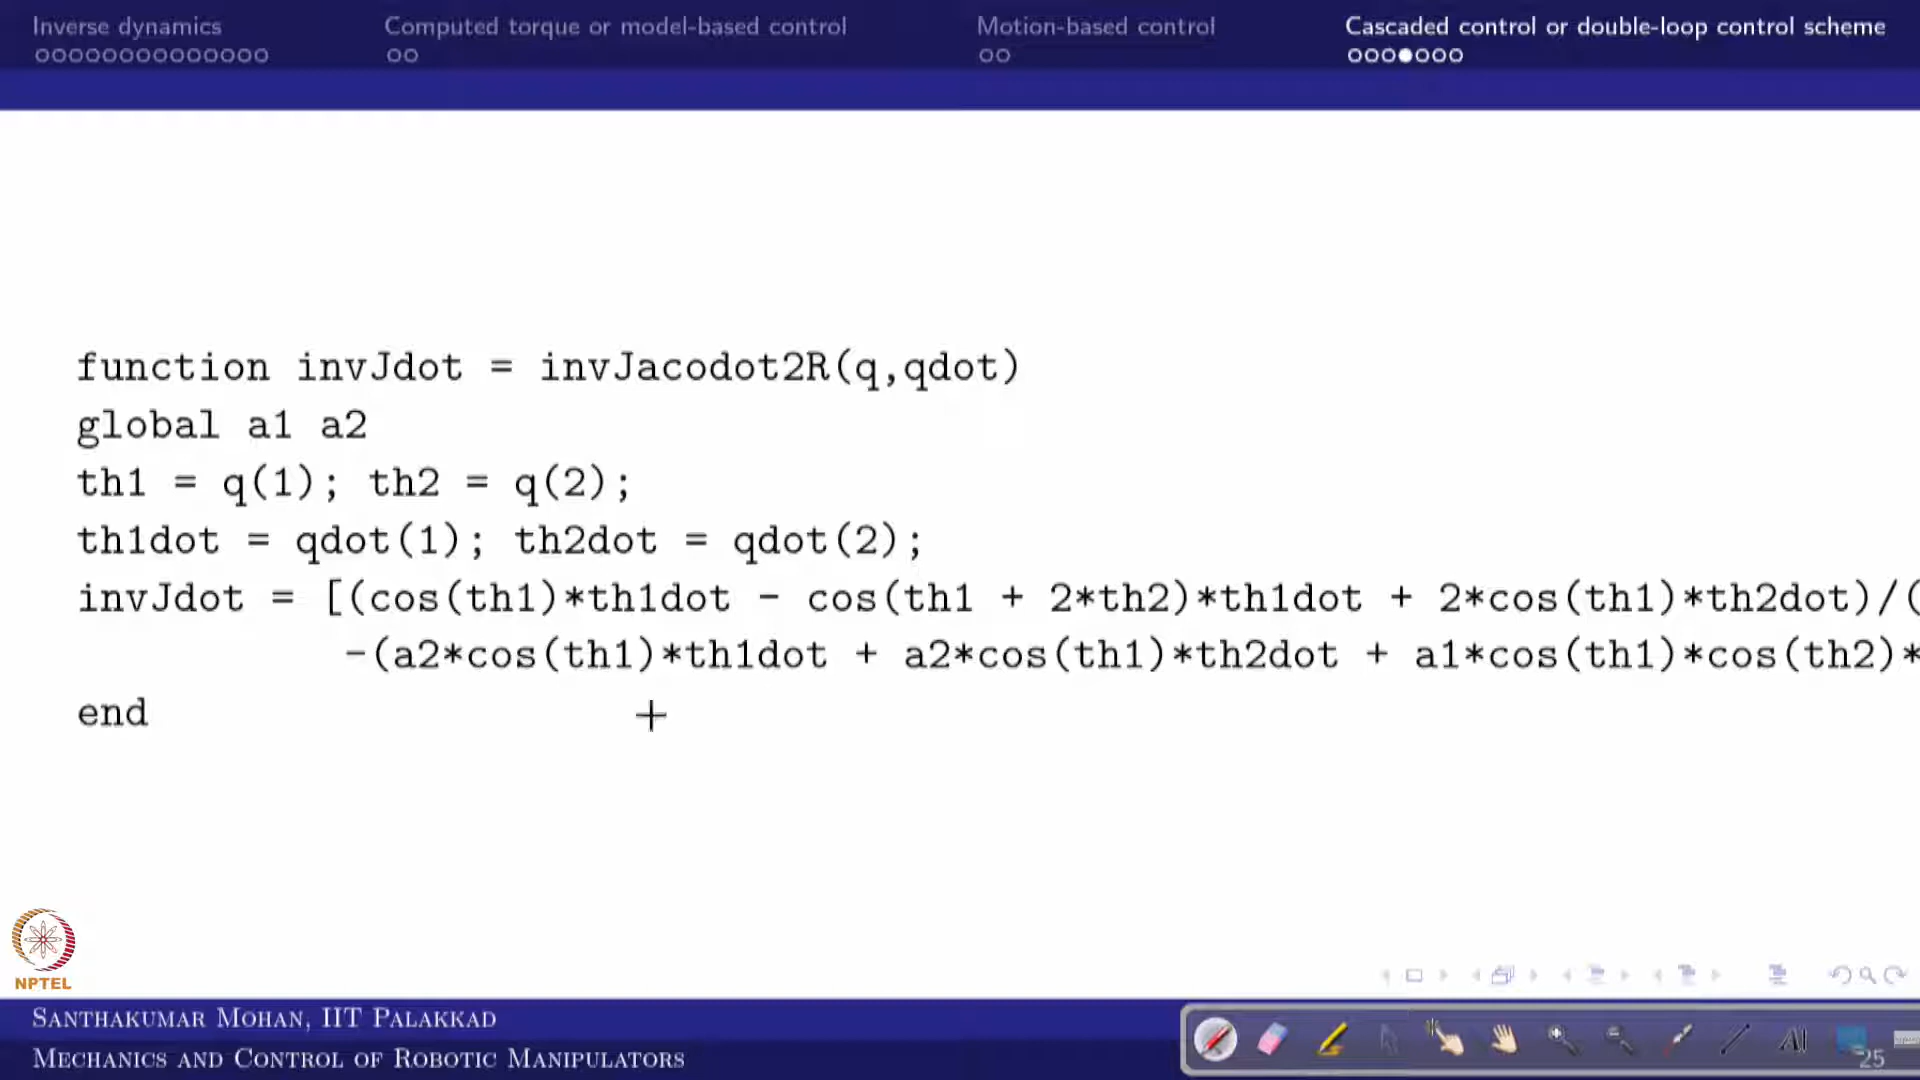 Inverse dynamics
Computed torque or model-based control
Motion-based control
Cascaded control or double-loop control scheme
function invJdot = invJacodot2R(q,qdot)
global a1 a2
th1 = q(1); th2 = q(2);
th1dot = qdot(1); th2dot = qdot(2);
invJdot = [(cos(th1)*th1dot - cos(th1 + 2*th2)*th1dot + 2*cos(th1)*th2dot)/(
-(a2*cos(th1)*th1dot + a2*cos(th1)*th2dot + a1*cos(th1)*cos(th2)*
end
NPTEL
SANTHAKUMAR MOHAN, IIT PALAKKAD
MECHANICS AND CONTROL OF ROBOTIC MANIPULATORS
AI
25